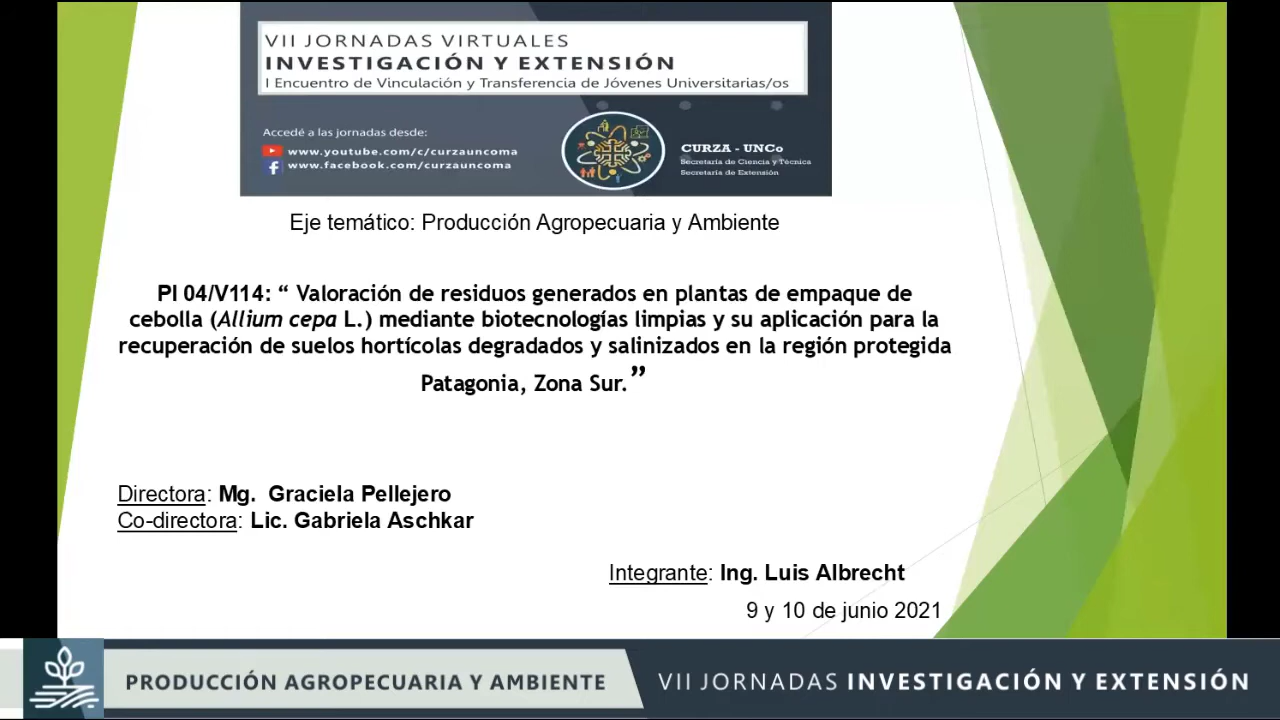 VII JORNADAS VIRTUALES
INVESTIGACIÓN Y EXTENSIÓN
I Encuentro de Vinculación y Transferencia de Jóvenes Universitarias/os
Accedé a las jornadas desde:
www.youtube.com/c/curzauncoma
www.facebook.com/curzauncoma
CURZA - UNCo
Secretaría de Ciencia y Técnica
Secretaría de Extensión
Eje temático: Producción Agropecuaria y Ambiente
PI 04/V114: “ Valoración de residuos generados en plantas de empaque de
cebolla (Allium cepa L.) mediante biotecnologías limpias y su aplicación para la
recuperación de suelos hortícolas degradados y salinizados en la región protegida
Patagonia, Zona Sur.”
Directora: Mg. Graciela Pellejero
Co-directora: Lic. Gabriela Aschkar
Integrante: Ing. Luis Albrecht
9 y 10 de junio 2021
PRODUCCIÓN AGROPECUARIA Y AMBIENTE
VII JORNADAS INVESTIGACIÓN Y EXTENSIÓN